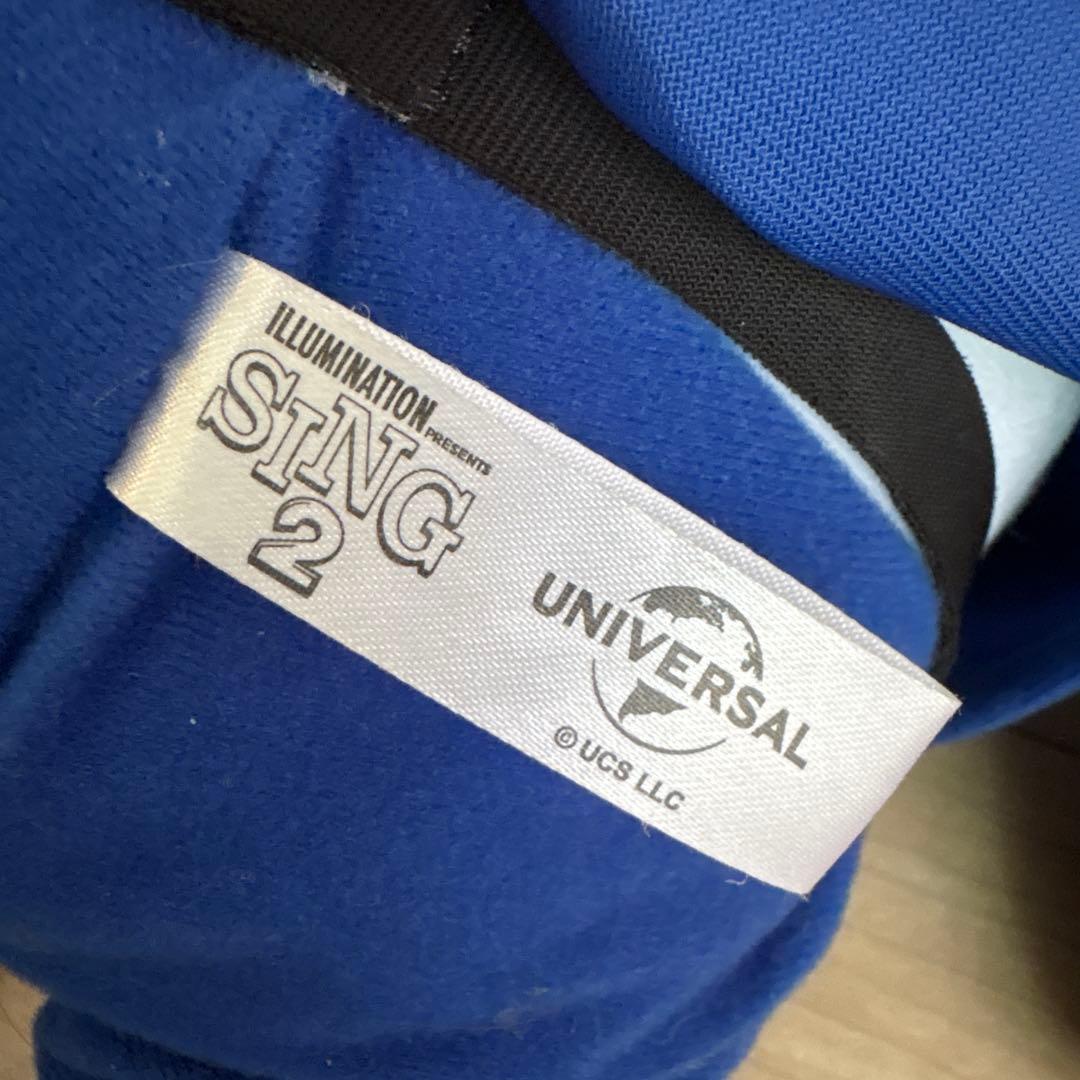 ILLUMINATION
PRESENTS
SING
2
UNIVERSAL
© UCS LLC